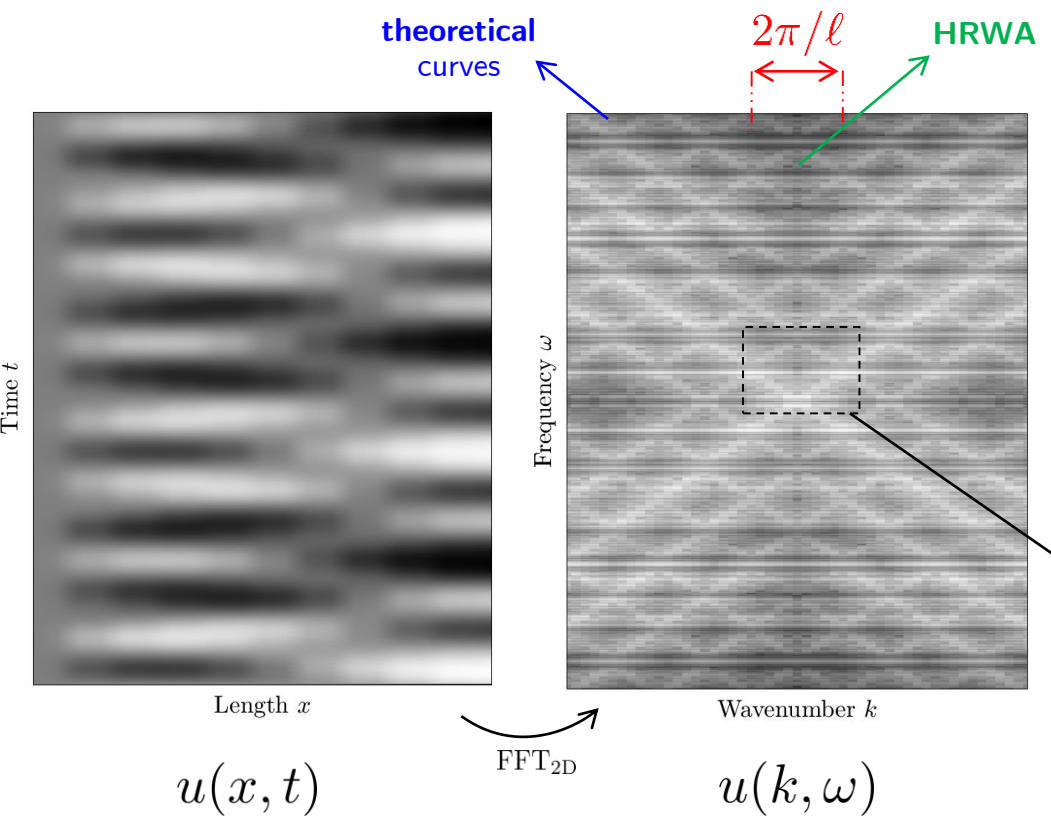 theoretical
curves
2π/ℓ
HRWA
Time t
Length x
Frequency ω
Wavenumber k
FFT₂D
u(x, t)
u(k, ω)